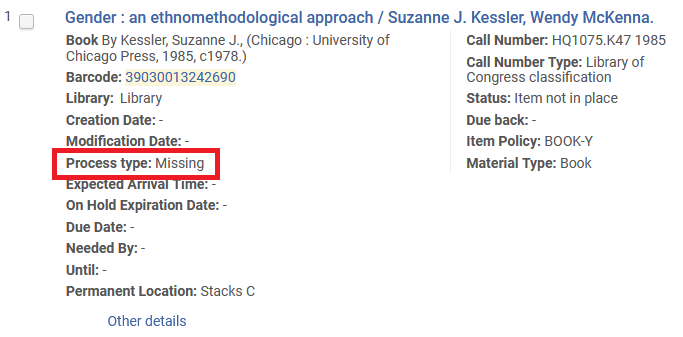 1
Gender : an ethnomethodological approach / Suzanne J. Kessler, Wendy McKenna.
Book By Kessler, Suzanne J., (Chicago : University of
Chicago Press, 1985, c1978.)
Barcode: 39030013242690
Library: Library
Creation Date: -
Modification Date: -
Process type: Missing
Expected Arrival Time: -
On Hold Expiration Date: -
Due Date: -
Needed By: -
Until: -
Permanent Location: Stacks C
Other details
Call Number: HQ1075.K47 1985
Call Number Type: Library of
Congress classification
Status: Item not in place
Due back: -
Item Policy: BOOK-Y
Material Type: Book